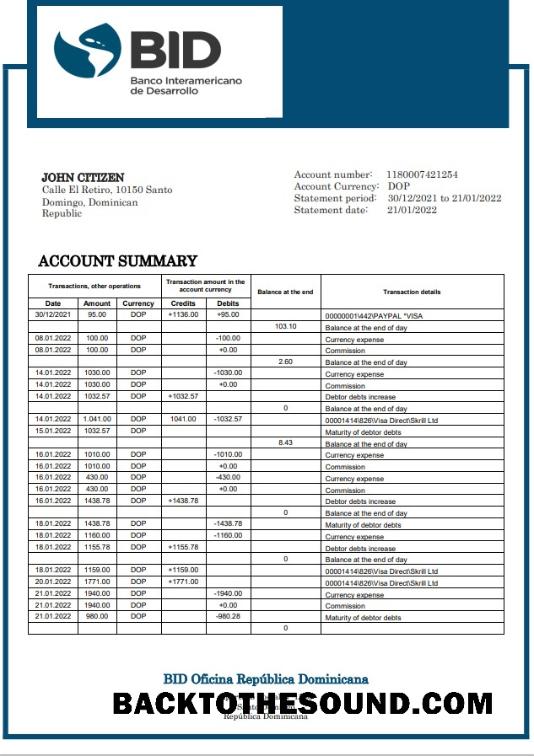 BID
Banco Interamericano
de Desarrollo
JOHN CITIZEN
Calle El Retiro, 10150 Santo
Domingo, Dominican
Republic
Account number: 1180007421254
Account Currency: DOP
Statement period: 30/12/2021 to 21/01/2022
Statement date: 21/01/2022
ACCOUNT SUMMARY
Transactions, other operations Transaction amount in the account currency Balance at the end Transaction details
Date Amount Currency Credits Debits
30/12/2021 95.00 DOP +1136.00 +95.00 00000001\442\PAYPAL *VISA
103.10 Balance at the end of day
08.01.2022 100.00 DOP -100.00 Currency expense
08.01.2022 100.00 DOP +0.00 Commission
2.60 Balance at the end of day
14.01.2022 1030.00 DOP -1030.00 Currency expense
14.01.2022 1030.00 DOP +0.00 Commission
14.01.2022 1032.57 DOP +1032.57 Debtor debts increase
0 Balance at the end of day
14.01.2022 1.041.00 DOP 1041.00 -1032.57 00001414\826\Visa Direct\Skrill Ltd
15.01.2022 1032.57 DOP Maturity of debtor debts
8.43 Balance at the end of day
16.01.2022 1010.00 DOP -1010.00 Currency expense
16.01.2022 1010.00 DOP +0.00 Commission
16.01.2022 430.00 DOP -430.00 Currency expense
16.01.2022 430.00 DOP +0.00 Commission
16.01.2022 1438.78 DOP +1438.78 Debtor debts increase
0 Balance at the end of day
18.01.2022 1438.78 DOP -1438.78 Maturity of debtor debts
18.01.2022 1160.00 DOP -1160.00 Currency expense
18.01.2022 1155.78 DOP +1155.78 Debtor debts increase
0 Balance at the end of day
18.01.2022 1159.00 DOP +1159.00 00001414\826\Visa Direct\Skrill Ltd
20.01.2022 1771.00 DOP +1771.00 00001414\826\Visa Direct\Skrill Ltd
21.01.2022 1940.00 DOP -1940.00 Currency expense
21.01.2022 1940.00 DOP +0.00 Commission
21.01.2022 980.00 DOP -980.28 Maturity of debtor debts
0
BID Oficina República Dominicana
BACKTOTHESOUND.COM
República Dominicana